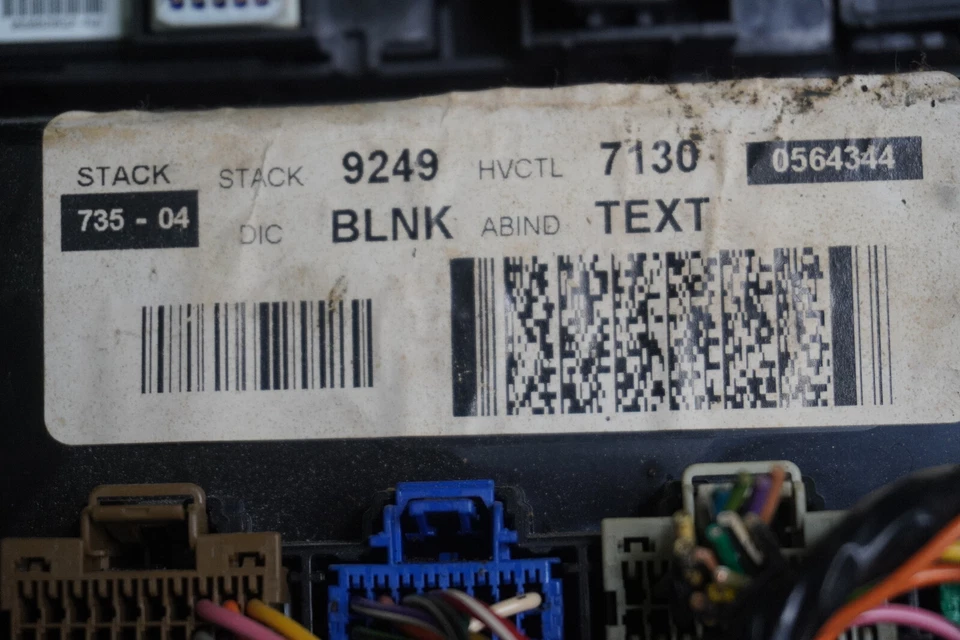 STACK STACK 9249 HVCTL 7130 0564344
735 - 04 DIC BLNK ABIND TEXT